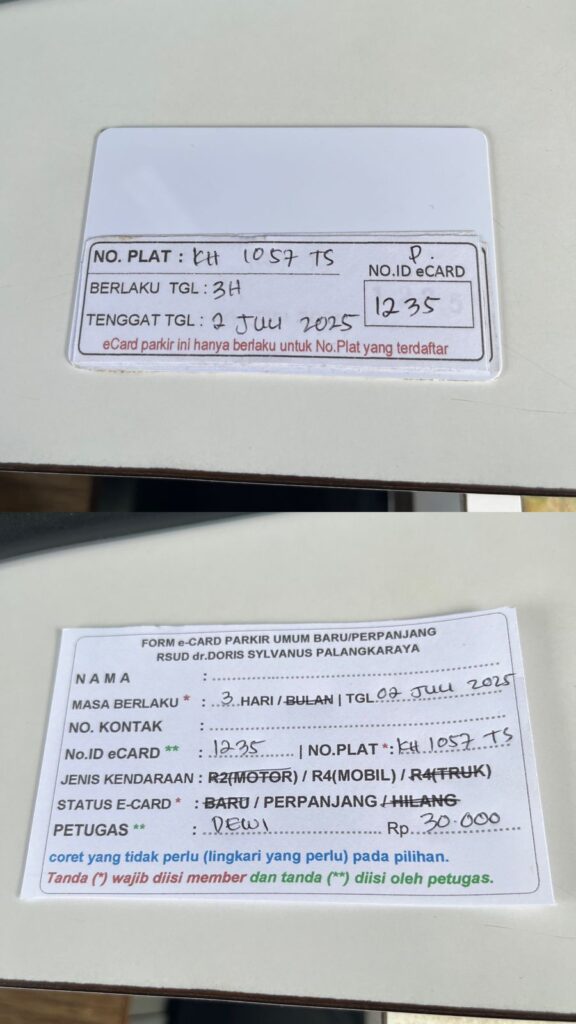 NO. PLAT : KH 1057 TS
P.
NO.ID eCARD
1235
BERLAKU TGL : 3H
TENGGAT TGL : 2 JULI 2025
eCard parkir ini hanya berlaku untuk No.Plat yang terdaftar
FORM e-CARD PARKIR UMUM BARU/PERPANJANG
RSUD dr.DORIS SYLVANUS PALANGKARAYA
NAMA :
MASA BERLAKU * : 3 HARI / BULAN | TGL 02 JULI 2025
NO. KONTAK :
No.ID eCARD ** : 1235 | NO.PLAT * : KH 1057 TS
JENIS KENDARAAN : R2(MOTOR) / R4(MOBIL) / R4(TRUK)
STATUS E-CARD * : BARU / PERPANJANG / HILANG
PETUGAS ** : DEWI Rp. 30.000
coret yang tidak perlu (lingkari yang perlu) pada pilihan.
Tanda (*) wajib diisi member dan tanda (**) diisi oleh petugas.